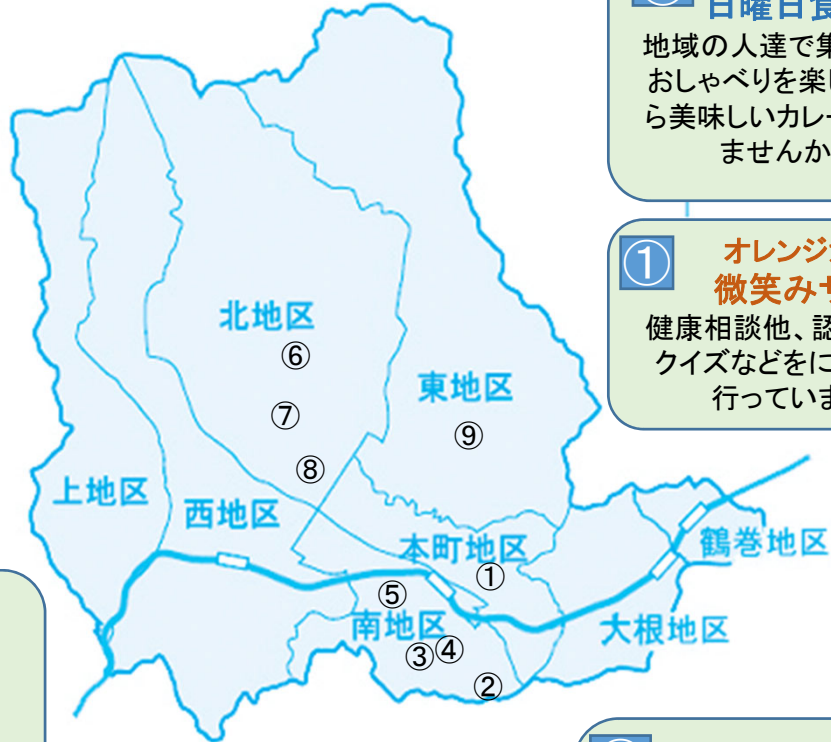 日曜日食
地域の人達で集
おしゃべりを楽し
ら美味しいカレー
ませんか
①
オレンジカ
微笑みサ
健康相談他、認
クイズなどをに
行っていま
北地区
⑥
東地区
⑦
⑨
⑧
上地区
西地区
本町地区
鶴巻地区
①
⑤
南地区
大根地区
④
③
②